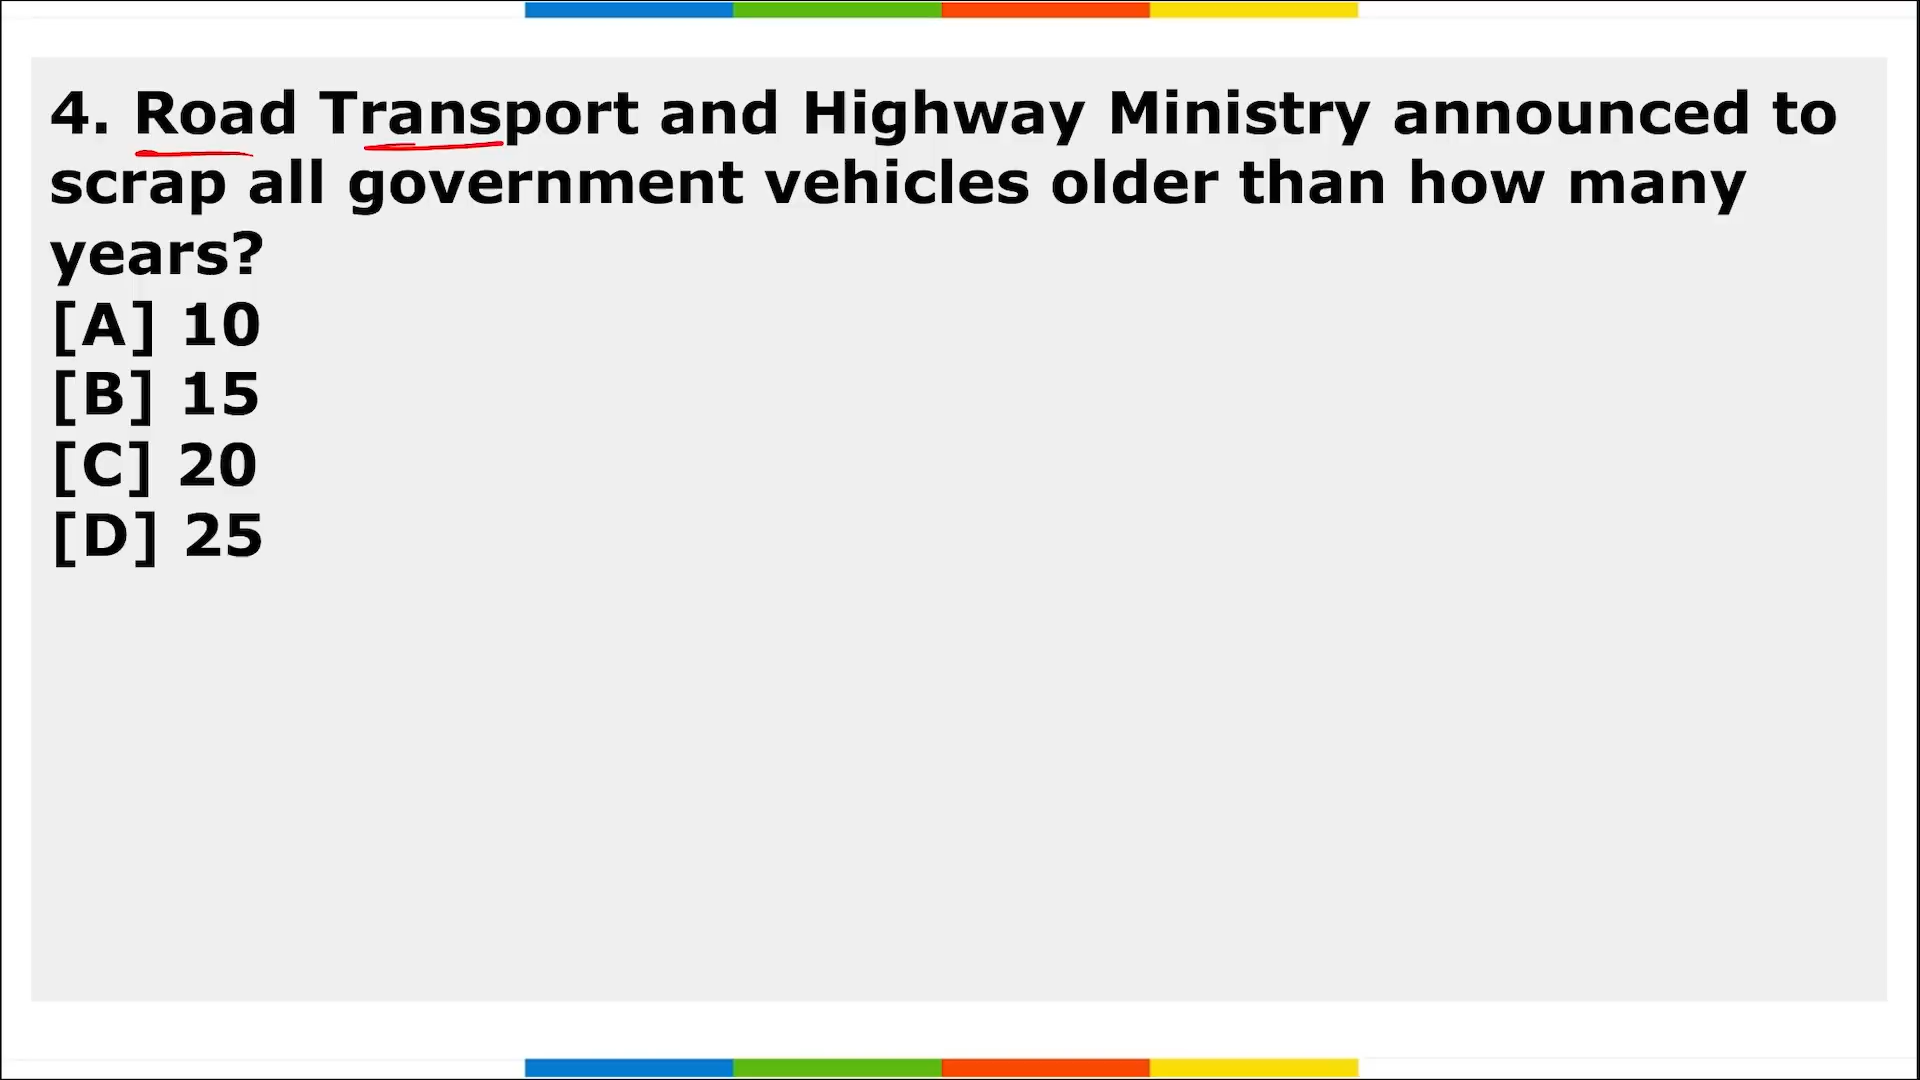 4. Road Transport and Highway Ministry announced to
scrap all government vehicles older than how many
years?
[A] 10
[B] 15
[C] 20
[D] 25